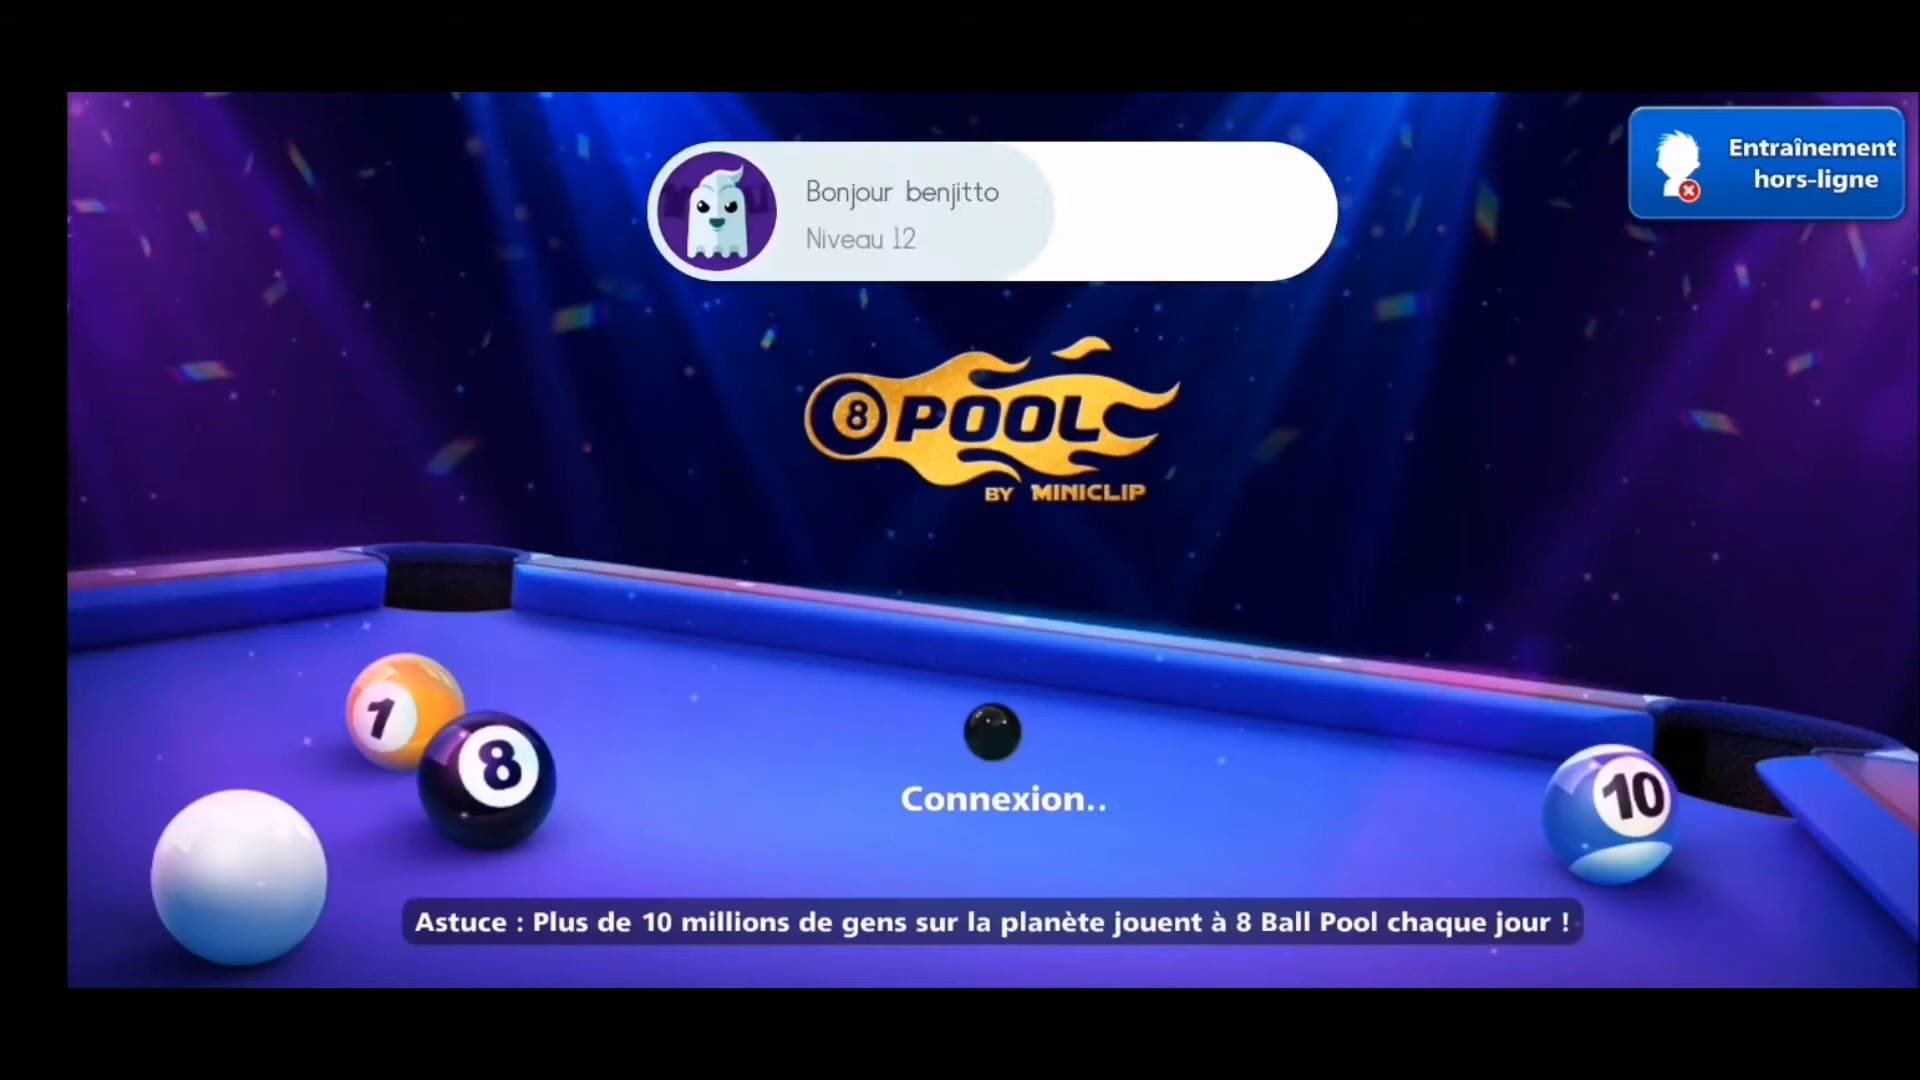 Entraînement
hors-ligne
Bonjour benjitto
Niveau 12
8 POOL
BY MINICLIP
1
8
10
Connexion..
Astuce : Plus de 10 millions de gens sur la planète jouent à 8 Ball Pool chaque jour !